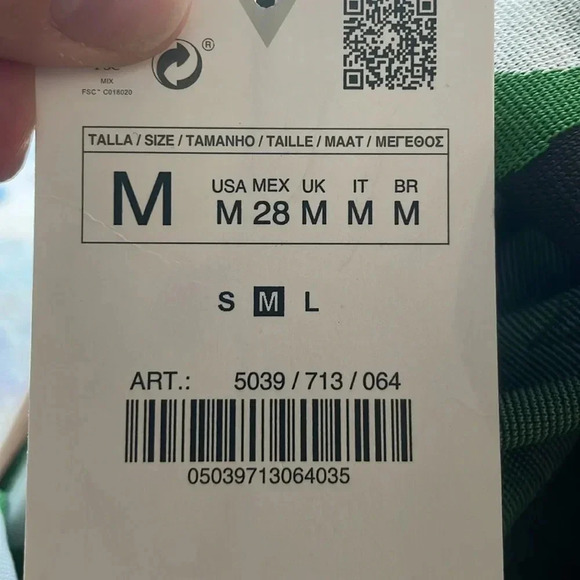 ®
MIX
FSC™ C016020
TALLA / SIZE / TAMANHO / TAILLE / MAAT / ΜΕΓΕΘΟΣ
M
USA MEX UK IT BR
M 28 M M M
S M L
ART.: 5039 / 713 / 064
05039713064035